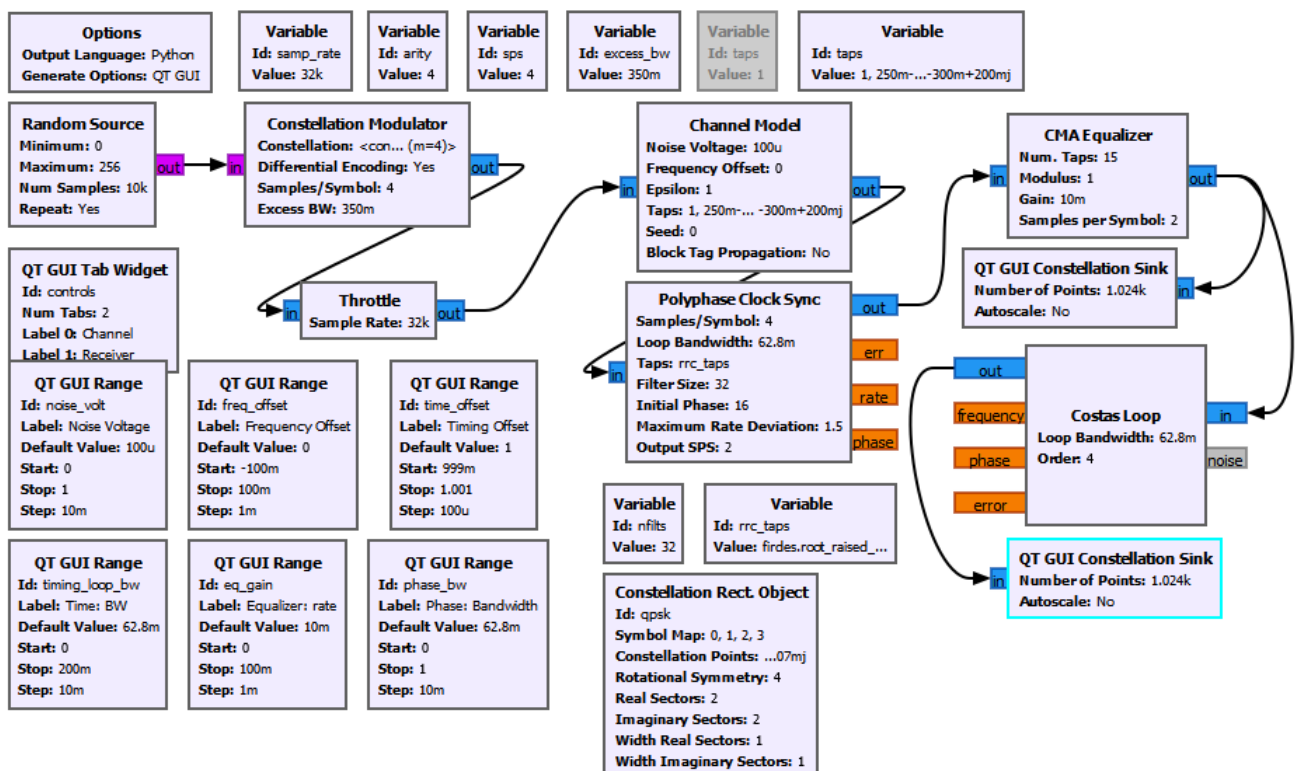 Options
Output Language: Python
Generate Options: QT GUI
Variable
Id: samp_rate
Value: 32k
Variable
Id: arity
Value: 4
Variable
Id: sps
Value: 4
Variable
Id: excess_bw
Value: 350m
Variable
Id: taps
Value: 1
Variable
Id: taps
Value: 1, 250m-...-300m+200mj
Random Source
Minimum: 0
Maximum: 256
Num Samples: 10k
Repeat: Yes
out
in
Constellation Modulator
Constellation: <con... (m=4)>
Differential Encoding: Yes
Samples/Symbol: 4
Excess BW: 350m
out
in
Channel Model
Noise Voltage: 100u
Frequency Offset: 0
Epsilon: 1
Taps: 1, 250m-... -300m+200mj
Seed: 0
Block Tag Propagation: No
out
in
CMA Equalizer
Num. Taps: 15
Modulus: 1
Gain: 10m
Samples per Symbol: 2
out
QT GUI Tab Widget
Id: controls
Num Tabs: 2
Label 0: Channel
Label 1: Receiver
in
Throttle
Sample Rate: 32k
out
in
Polyphase Clock Sync
Samples/Symbol: 4
Loop Bandwidth: 62.8m
Taps: rrc_taps
Filter Size: 32
Initial Phase: 16
Maximum Rate Deviation: 1.5
Output SPS: 2
out
err
rate
phase
QT GUI Constellation Sink
Number of Points: 1.024k
Autoscale: No
in
QT GUI Range
Id: noise_volt
Label: Noise Voltage
Default Value: 100u
Start: 0
Stop: 1
Step: 10m
QT GUI Range
Id: freq_offset
Label: Frequency Offset
Default Value: 0
Start: -100m
Stop: 100m
Step: 1m
QT GUI Range
Id: time_offset
Label: Timing Offset
Default Value: 1
Start: 999m
Stop: 1.001
Step: 100u
out
frequency
phase
error
Costas Loop
Loop Bandwidth: 62.8m
Order: 4
in
noise
Variable
Id: nfilts
Value: 32
Variable
Id: rrc_taps
Value: firdes.root_raised_...
QT GUI Range
Id: timing_loop_bw
Label: Time: BW
Default Value: 62.8m
Start: 0
Stop: 200m
Step: 10m
QT GUI Range
Id: eq_gain
Label: Equalizer: rate
Default Value: 10m
Start: 0
Stop: 100m
Step: 1m
QT GUI Range
Id: phase_bw
Label: Phase: Bandwidth
Default Value: 62.8m
Start: 0
Stop: 1
Step: 10m
in
QT GUI Constellation Sink
Number of Points: 1.024k
Autoscale: No
Constellation Rect. Object
Id: qpsk
Symbol Map: 0, 1, 2, 3
Constellation Points: ...07mj
Rotational Symmetry: 4
Real Sectors: 2
Imaginary Sectors: 2
Width Real Sectors: 1
Width Imaginary Sectors: 1